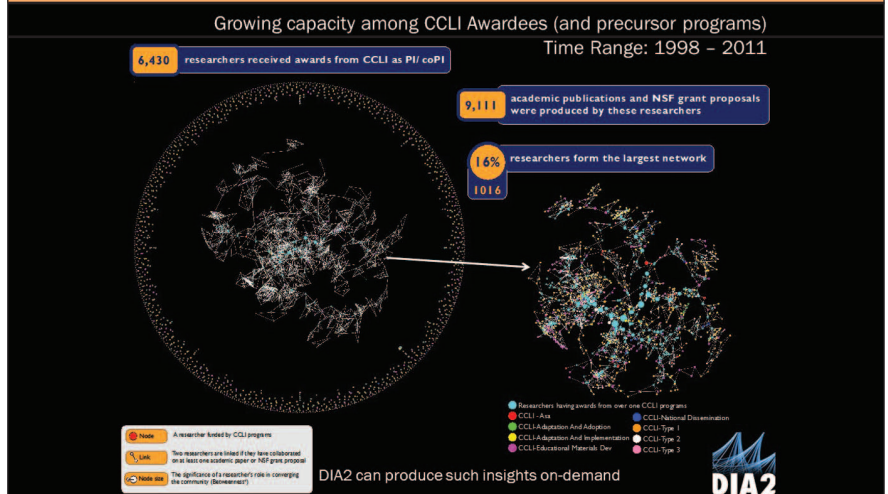 Growing capacity among CCLI Awardees (and precursor programs)
Time Range: 1998 – 2011
6,430 researchers received awards from CCLI as PI/ coPI
9,111 academic publications and NSF grant proposals
were produced by these researchers
16% researchers form the largest network
1016
Researchers having awards from over one CCLI programs
CCLI-Asa
CCLI-Adaptation And Adoption
CCLI-Adaptation And Implementation
CCLI-Educational Materials Dev
CCLI-National Dissemination
CCLI-Type 1
CCLI-Type 2
CCLI-Type 3
Node -A researcher funded by CCLI programs
Link Two researchers are linked if they have collaborated
on at least one academic paper or NSF grant proposal
Node size The significance of a researcher's role in converging
the community (Betweenness*)
DIA2 can produce such insights on-demand
DIA2